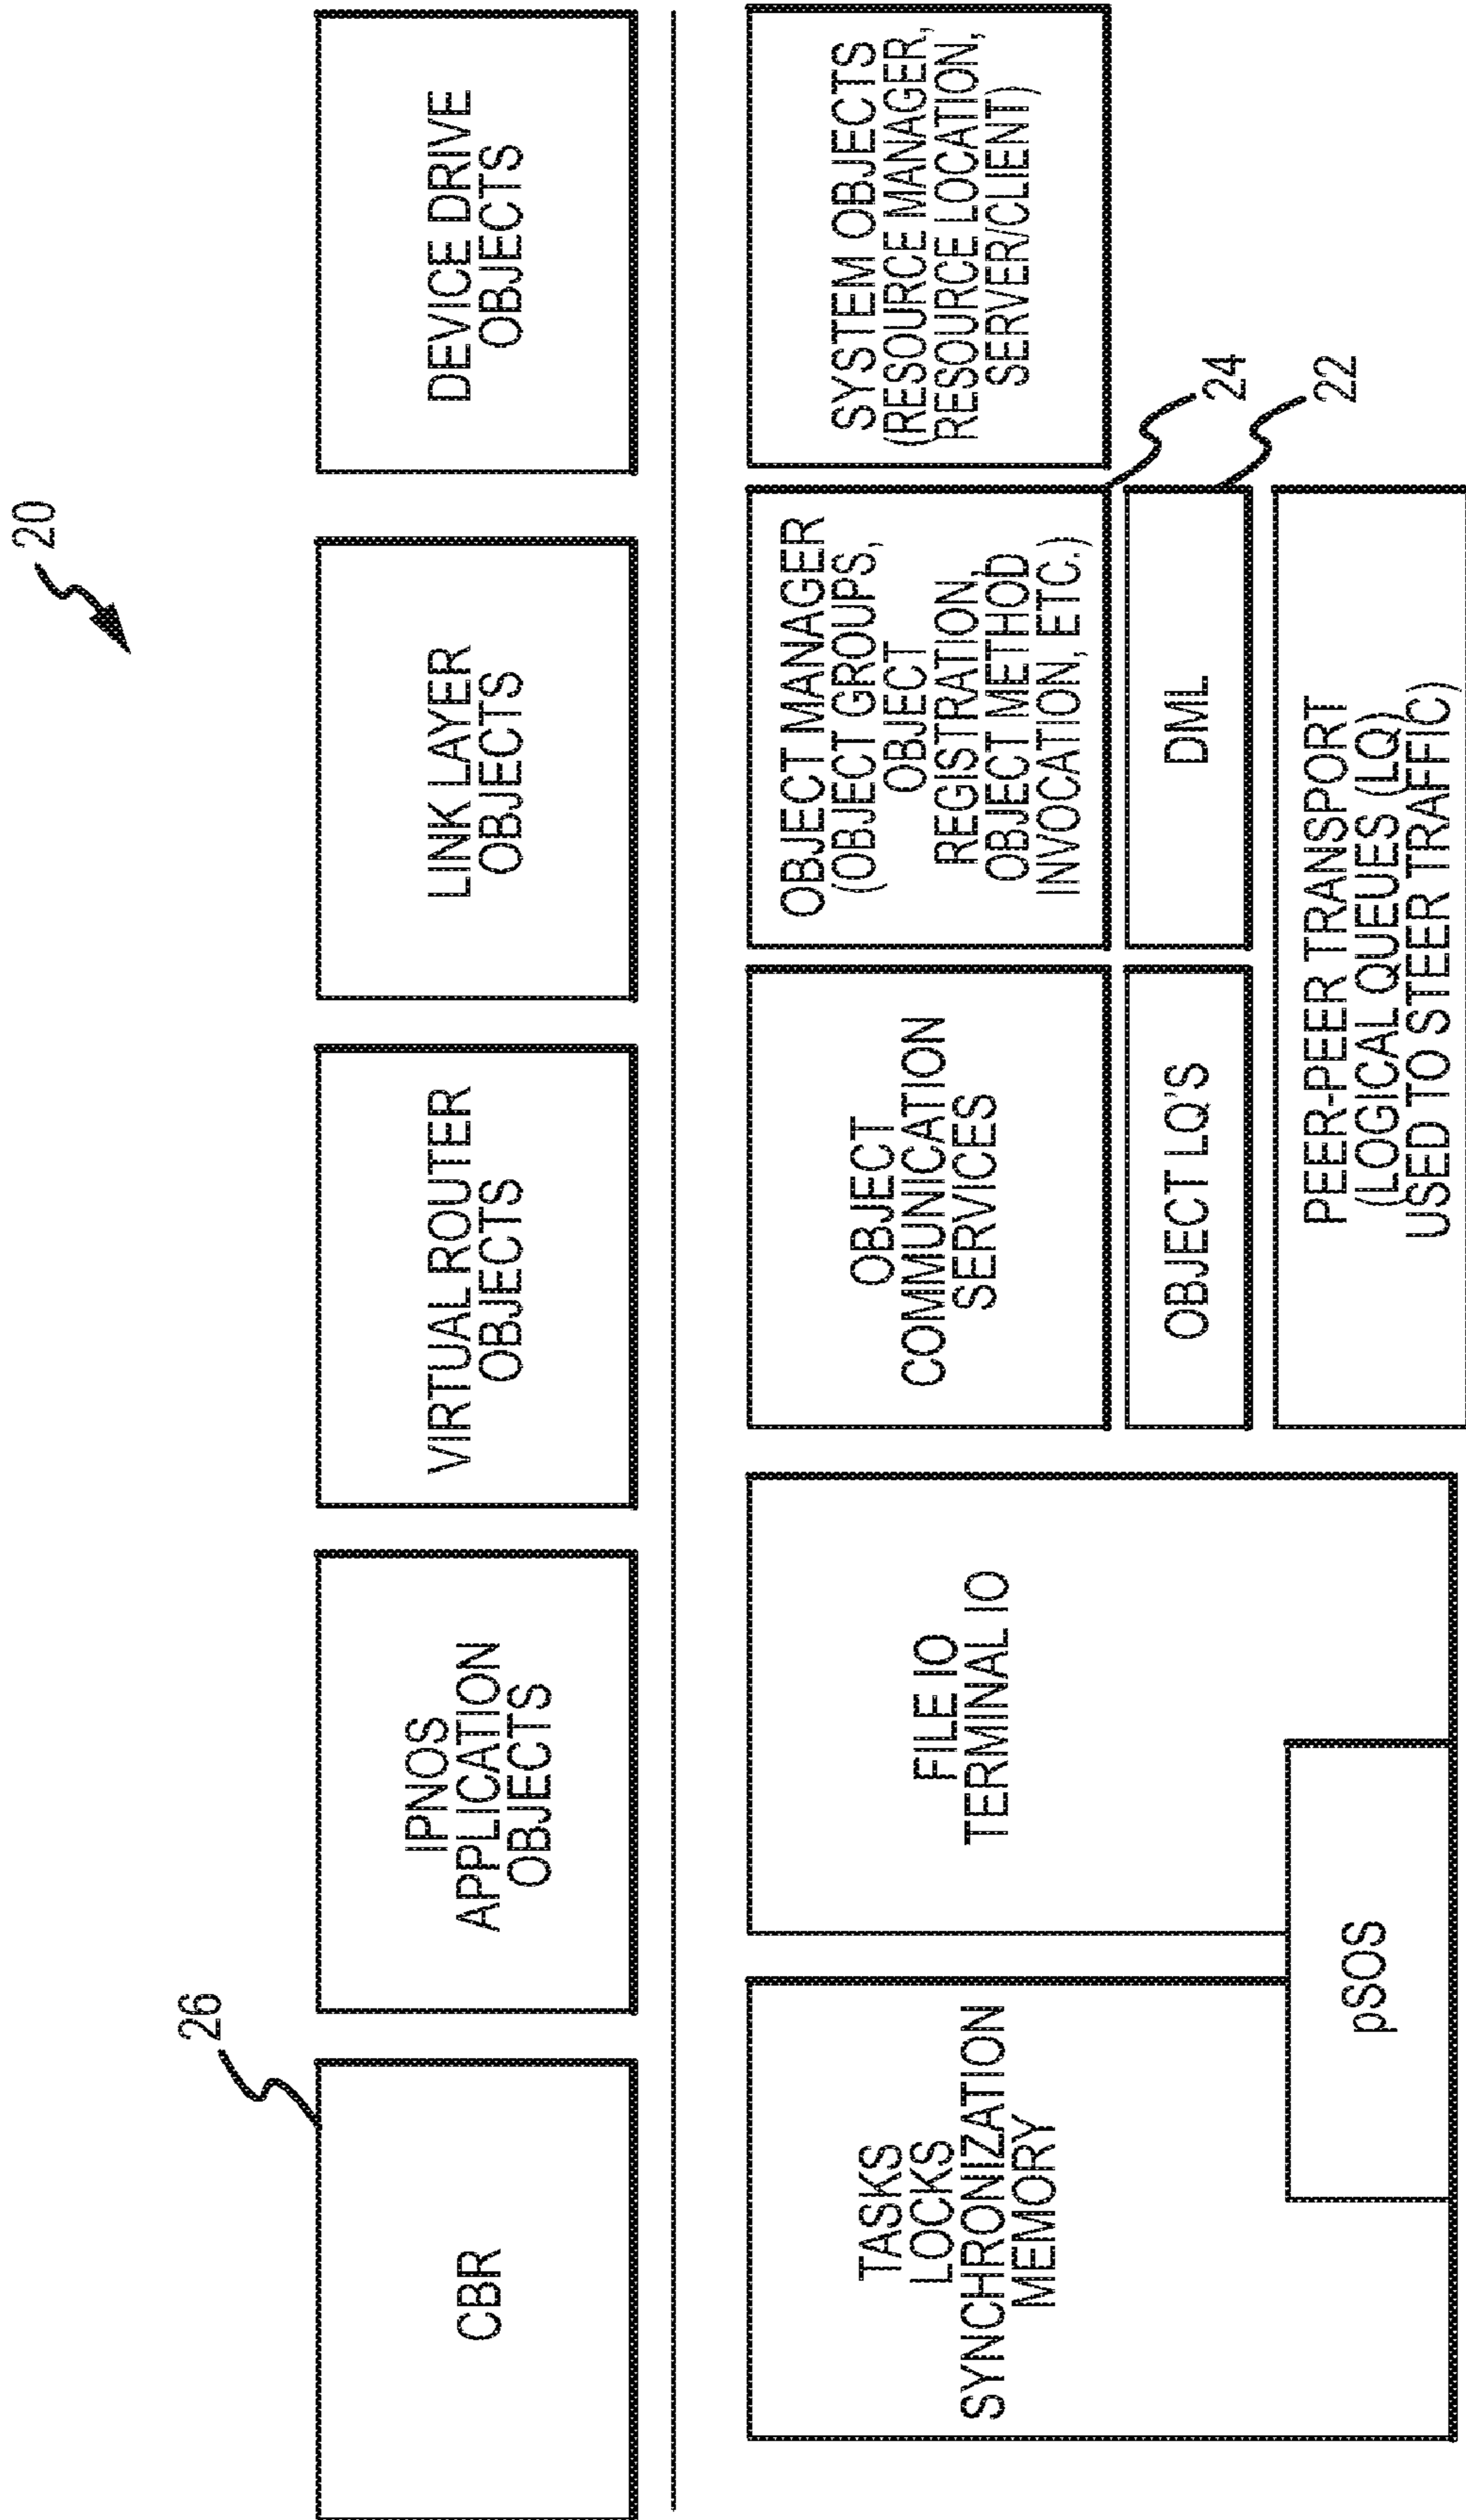 20
26
CBR
IPNOS
APPLICATION
OBJECTS
VIRTUAL ROUTER
OBJECTS
LINK LAYER
OBJECTS
DEVICE DRIVE
OBJECTS
TASKS
LOCKS
SYNCHRONIZATION
MEMORY
FILE IO
TERMINAL IO
pSOS
OBJECT
COMMUNICATION
SERVICES
OBJECT MANAGER
(OBJECT GROUPS,
OBJECT
REGISTRATION,
OBJECT METHOD
INVOCATION, ETC.)
SYSTEM OBJECTS
(RESOURCE MANAGER,
RESOURCE LOCATION,
SERVER/CLIENT)
24
OBJECT LQ'S
DML
22
PEER-PEER TRANSPORT
(LOGICAL QUEUES (LQ)
USED TO STEER TRAFFIC)